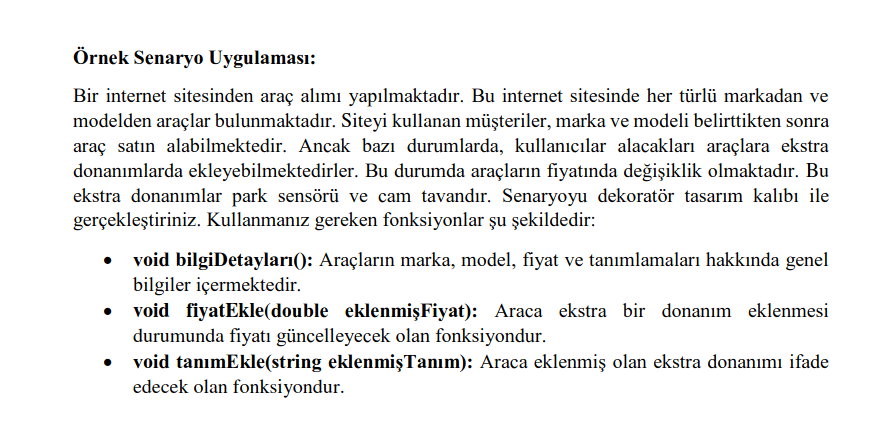 Örnek Senaryo Uygulaması:
Bir internet sitesinden araç alımı yapılmaktadır. Bu internet sitesinde her türlü markadan ve
modelden araçlar bulunmaktadır. Siteyi kullanan müşteriler, marka ve modeli belirttikten sonra
araç satın alabilmektedir. Ancak bazı durumlarda, kullanıcılar alacakları araçlara ekstra
donanımlarda ekleyebilmektedirler. Bu durumda araçların fiyatında değişiklik olmaktadır. Bu
ekstra donanımlar park sensörü ve cam tavandır. Senaryoyu dekoratör tasarım kalıbı ile
gerçekleştiriniz. Kullanmanız gereken fonksiyonlar şu şekildedir:
• void bilgiDetayları(): Araçların marka, model, fiyat ve tanımlamaları hakkında genel
bilgiler içermektedir.
• void fiyatEkle(double eklenmişFiyat): Araca ekstra bir donanım eklenmesi
durumunda fiyatı güncelleyecek olan fonksiyondur.
• void tanımEkle(string eklenmişTanım): Araca eklenmiş olan ekstra donanımı ifade
edecek olan fonksiyondur.